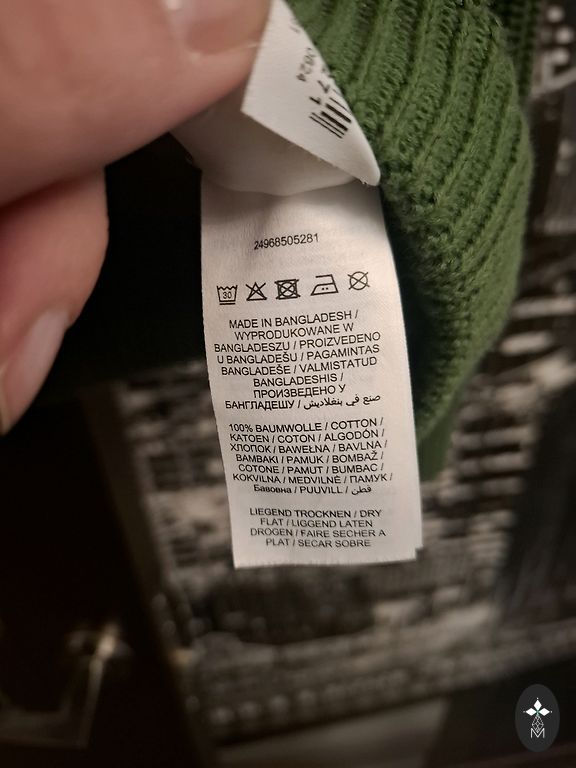 24968505281
30
MADE IN BANGLADESH /
WYPRODUKOWANE W
BANGLADESZU / PROIZVEDENO
U BANGLADEŠU / PAGAMINTAS
BANGLADEŠE / VALMISTATUD
BANGLADESHIS /
ПРОИЗВЕДЕНО У
БАНГЛАДЕШУ / صنع في بنغلاديش
100% BAUMWOLLE / COTTON /
KATOEN / COTON / ALGODÓN /
ХЛОПОК / BAWEŁNA / BAVLNA /
BAMBAKI / PAMUK / BOMBAŽ /
COTONE / PAMUT / BUMBAC /
KOKVILNA / MEDVILNĖ / ПАМУК /
Бавовна / PUUVILL / قطن
LIEGEND TROCKNEN / DRY
FLAT / LIGGEND LATEN
DROGEN / FAIRE SECHER A
PLAT / SECAR SOBRE
M